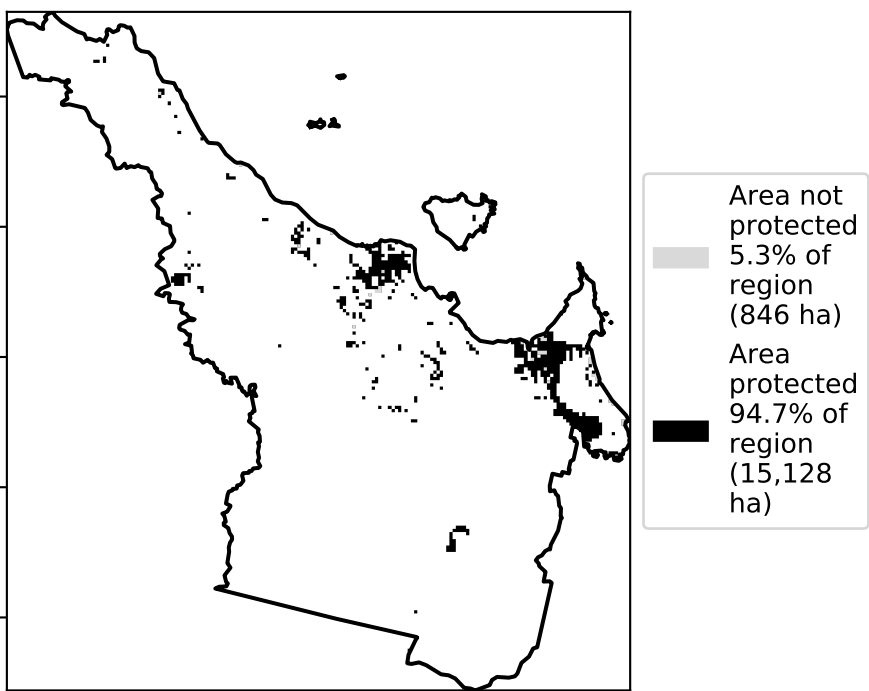 Area not
protected
5.3% of
region
(846 ha)
Area
protected
94.7% of
region
(15,128
ha)